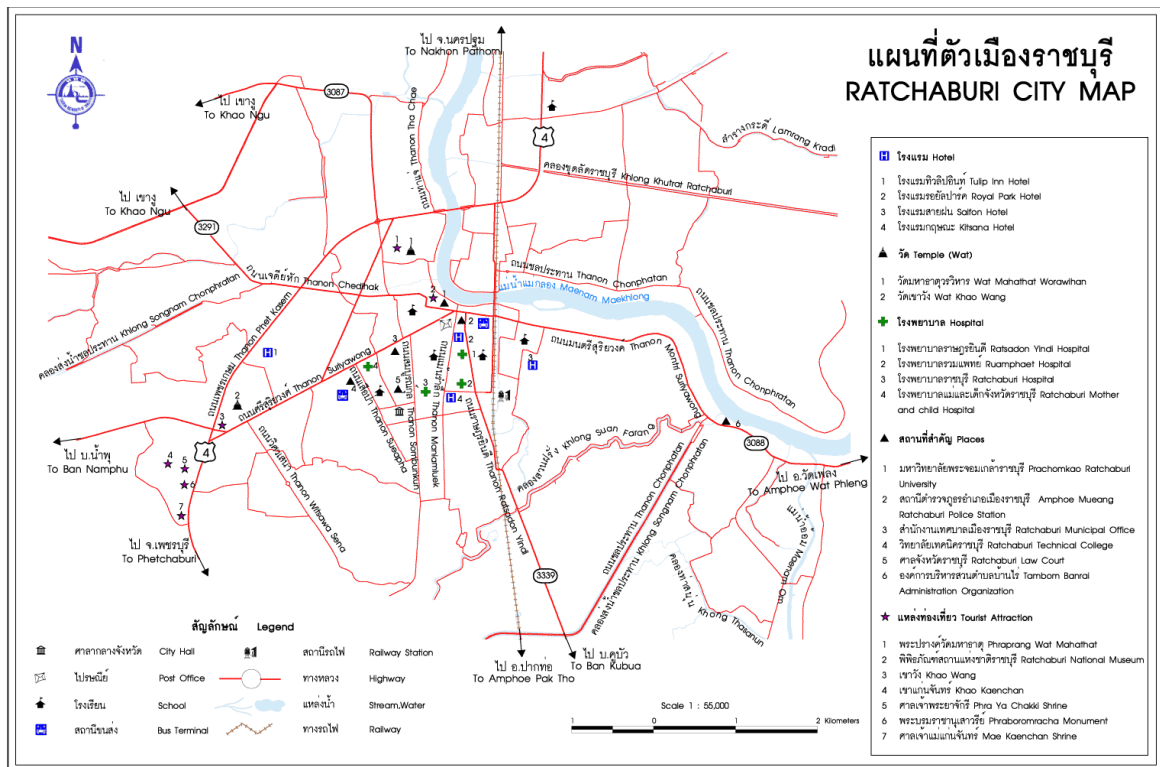 แผนที่ตัวเมืองราชบุรี
RATCHABURI CITY MAP
N
ไป จ.นครปฐม
To Nakhon Pathom
ไป เขางู
To Khao Ngu
3087
ถนนท่าแจ่ Thanon Tha Chae
4
สำรางกระดี่ Lamrang Kradi
คลองขุดลัดราชบุรี Khlong Khutrat Ratchaburi
ไป เขางู
To Khao Ngu
3291
ถนนเจดีย์หัก Thanon Chedihak
ถนนชลประทาน Thanon Chonphatan
แม่น้ำแม่กลอง Maenam Maekhlong
คลองส่งน้ำชลประทาน Khlong Songnam Chonphratan
ถนนเพชรเกษม Thanon Phet Kasem
ถนนศรีสุริยวงศ์ Thanon Suriyawong
ถนนมนตรีสุริยวงศ์ Thanon Montri Suriyawong
ถนนชลประทาน Thanon Chonphratan
ถนนเสือป่า Thanon Sueapha
ถนนสมบูรณ์กุล Thanon Sombunkun
Thanon Maniamluek
ถนนราษฎรยินดี Thanon Ratsadon Yindi
คลองสวนฝรั่ง Khlong Suan Farang
Thanon Witsawa Sena
ถนนชลประทาน Thanon Chonphatan
คลองส่งน้ำชลประทาน Khlong Songnam Chonphratan
3088
ไป อ.วัดเพลง
To Amphoe Wat Phleng
แม่น้ำอ้อม Maenam Om
Khong Thasanun
ไป บ.น้ำพุ
To Ban Namphu
4
ไป จ.เพชรบุรี
To Phetchaburi
3339
ไป อ.ปากท่อ
To Amphoe Pak Tho
ไป บ.คูบัว
To Ban Kubua
โรงแรม Hotel
1 โรงแรมทิวลิปอินท์ Tulip Inn Hotel
2 โรงแรมรอยัลปาร์ค Royal Park Hotel
3 โรงแรมสายฝน Saifon Hotel
4 โรงแรมกฤษณะ Kitsana Hotel
วัด Temple (Wat)
1 วัดมหาธาตุวรวิหาร Wat Mahathat Worawihan
2 วัดเขาวัง Wat Khao Wang
โรงพยาบาล Hospital
1 โรงพยาบาลราษฎรยินดี Ratsadon Yindi Hospital
2 โรงพยาบาลรวมแพทย์ Ruamphaet Hospital
3 โรงพยาบาลราชบุรี Ratchaburi Hospital
4 โรงพยาบาลแม่และเด็กจังหวัดราชบุรี Ratchaburi Mother
and child Hospital
สถานที่สำคัญ Places
1 มหาวิทยาลัยพระจอมเกล้าราชบุรี Prachomkao Ratchaburi
University
2 สถานีตำรวจภูธรอำเภอเมืองราชบุรี Amphoe Mueang
Ratchaburi Police Station
3 สำนักงานเทศบาลเมืองราชบุรี Ratchaburi Municipal Office
4 วิทยาลัยเทคนิคราชบุรี Ratchaburi Technical College
5 ศาลจังหวัดราชบุรี Ratchaburi Law Court
6 องค์การบริหารส่วนตำบลบ้านไร่ Tambom Banrai
Administration Organization
แหล่งท่องเที่ยว Tourist Attraction
1 พระปรางค์วัดมหาธาตุ Phraprang Wat Mahathat
2 พิพิธภัณฑ์สถานแห่งชาติราชบุรี Ratchaburi National Museum
3 เขาวัง Khao Wang
4 เขาแก่นจันทร์ Khao Kaenchan
5 ศาลเจ้าพระยาจักรี Phra Ya Chakki Shrine
6 พระบรมราชานุเสาวรีย์ Phraboromracha Monument
7 ศาลเจ้าแม่แก่นจันทร์ Mae Kaenchan Shrine
สัญลักษณ์ Legend
ศาลากลางจังหวัด City Hall
สถานีรถไฟ Railway Station
ไปรษณีย์ Post Office
ทางหลวง Highway
โรงเรียน School
แหล่งน้ำ Stream,Water
สถานีขนส่ง Bus Terminal
ทางรถไฟ Railway
Scale 1 : 55,000
1 0 1 2 Kilometers